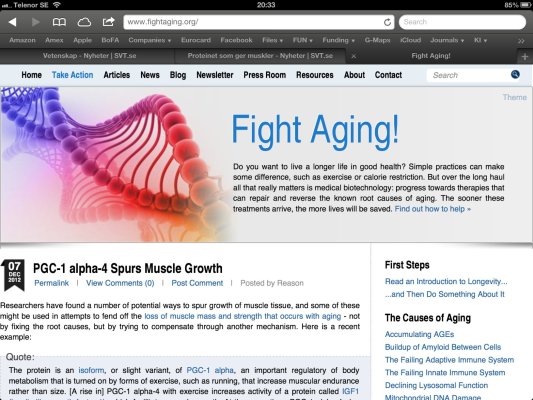 Telenor SE
20:33
85%
www.fightaging.org/
Search
Amazon Amex Apple BofA Companies Eurocard Facebook Files FUN Funding G-Maps iCloud Journals KI
Vetenskap - Nyheter | SVT.se
Proteinet som ger muskler - Nyheter | SVT.se
Fight Aging!
Home Take Action Articles News Blog Newsletter Press Room Resources About Contact
Search
Theme
Fight Aging!
Do you want to live a longer life in good health? Simple practices can make
some difference, such as exercise or calorie restriction. But over the long haul
all that really matters is medical biotechnology: progress towards therapies that
can repair and reverse the known root causes of aging. The sooner these
treatments arrive, the more lives will be saved. Find out how to help »
07
DEC
2012
PGC-1 alpha-4 Spurs Muscle Growth
Permalink | View Comments (0) | Post Comment | Posted by Reason
Researchers have found a number of potential ways to spur growth of muscle tissue, and some of these
might be used in attempts to fend off the loss of muscle mass and strength that occurs with aging - not
by fixing the root causes, but by trying to compensate through another mechanism. Here is a recent
example:
Quote:
The protein is an isoform, or slight variant, of PGC-1 alpha, an important regulatory of body
metabolism that is turned on by forms of exercise, such as running, that increase muscular endurance
rather than size. [A rise in] PGC-1 alpha-4 with exercise increases activity of a protein called IGF1
First Steps
Read an Introduction to Longevity...
...and Then Do Something About It
The Causes of Aging
Accumulating AGEs
Buildup of Amyloid Between Cells
The Failing Adaptive Immune System
The Failing Innate Immune System
Declining Lysosomal Function
Mitochondrial DNA Damage